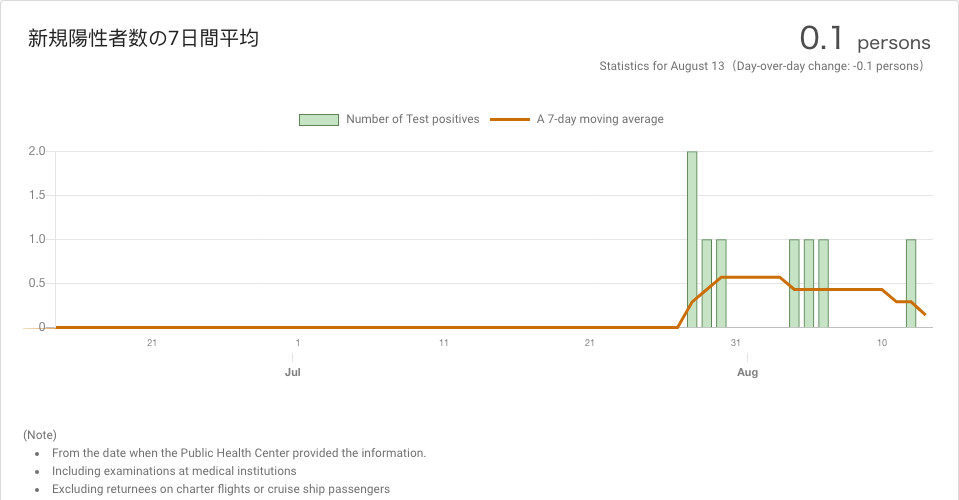 新規陽性者数の7日間平均
0.1 persons
Statistics for August 13（Day-over-day change: -0.1 persons）
Number of Test positives
A 7-day moving average
2.0
1.5
1.0
0.5
0
21 1 11 21 31 10
Jul Aug
(Note)
• From the date when the Public Health Center provided the information.
• Including examinations at medical institutions
• Excluding returnees on charter flights or cruise ship passengers